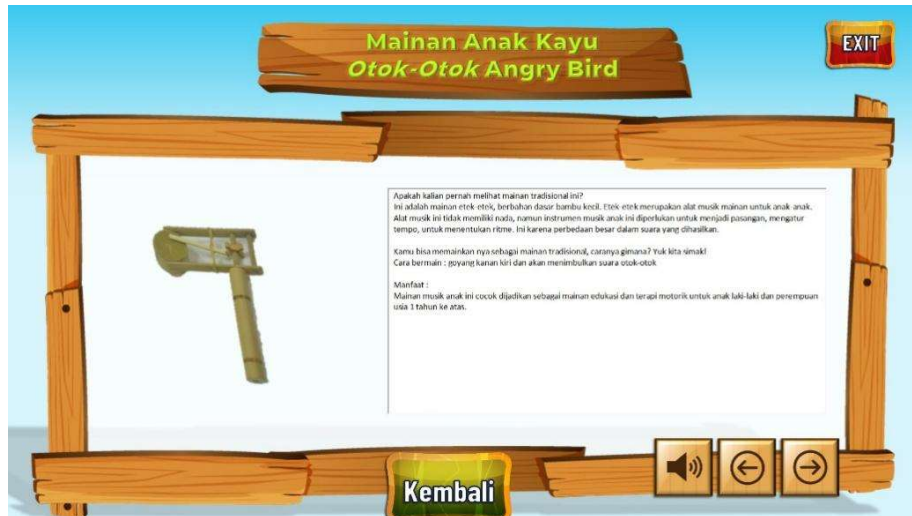 Mainan Anak Kayu
Otok-Otok Angry Bird
EXIT
Apakah kalian pernah melihat mainan tradisional ini?
Ini adalah mainan etek-etek, berbahan dasar bambu kecil. Etek-etek merupakan alat musik mainan untuk anak-anak.
Alat musik ini tidak memiliki nada, namun instrumen musik anak ini diperlukan untuk menjadi pasangan, mengatur
tempo, untuk menentukan ritme. Ini karena perbedaan besar dalam suara yang dihasilkan.
Kamu bisa memainkan nya sebagai mainan tradisional, caranya gimana? Yuk kita simak!
Cara bermain : goyang kanan kiri dan akan menimbulkan suara otok-otok
Manfaat :
Mainan musik anak ini cocok dijadikan sebagai mainan edukasi dan terapi motorik untuk anak laki-laki dan perempuan
usia 1 tahun ke atas.
Kembali